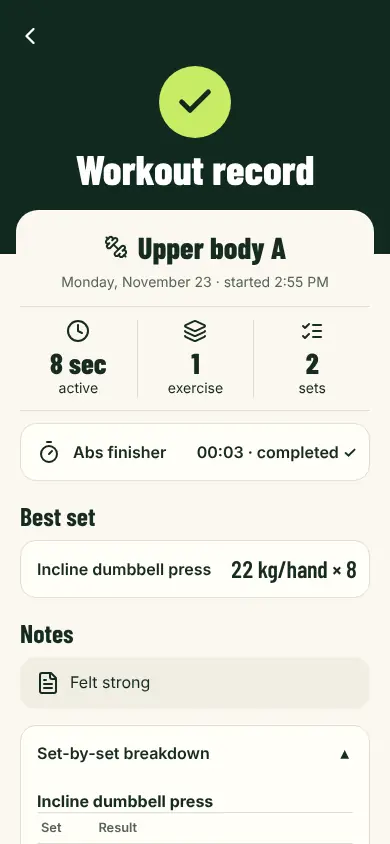 Workout record
Upper body A
Monday, November 23 · started 2:55 PM
8 sec
active
1
exercise
2
sets
Abs finisher 00:03 · completed ✓
Best set
Incline dumbbell press 22 kg/hand × 8
Notes
Felt strong
Set-by-set breakdown ▲
Incline dumbbell press
Set Result